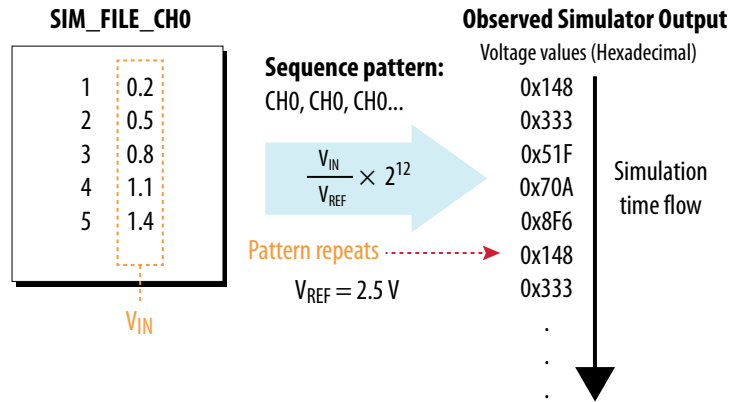 SIM_FILE_CH0
1 0.2
2 0.5
3 0.8
4 1.1
5 1.4
V_IN
Sequence pattern:
CH0, CH0, CH0...
V_IN / V_REF × 2^12
Pattern repeats
V_REF = 2.5 V
Observed Simulator Output
Voltage values (Hexadecimal)
0x148
0x333
0x51F
0x70A
0x8F6
0x148
0x333
.
.
.
Simulation
time flow